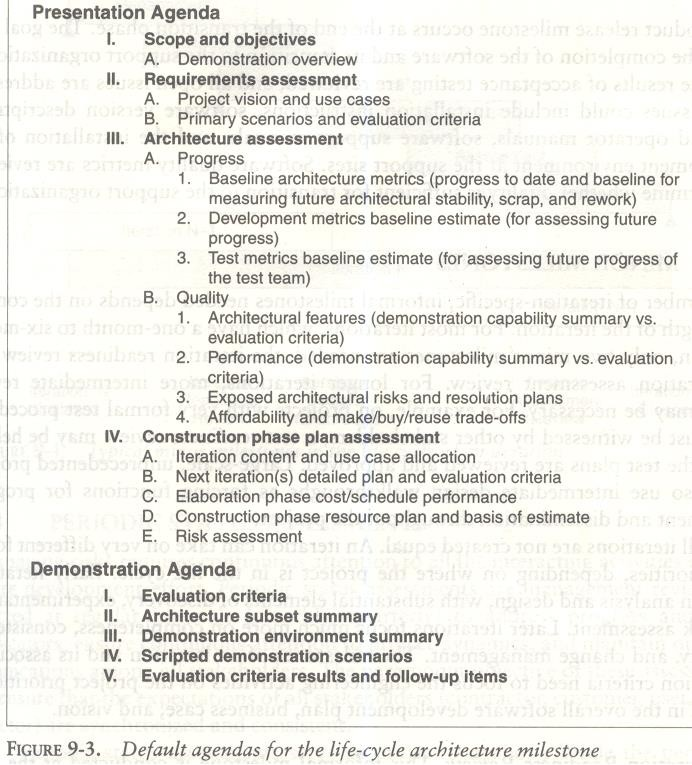 Presentation Agenda
I. Scope and objectives
A. Demonstration overview
II. Requirements assessment
A. Project vision and use cases
B. Primary scenarios and evaluation criteria
III. Architecture assessment
A. Progress
1. Baseline architecture metrics (progress to date and baseline for
measuring future architectural stability, scrap, and rework)
2. Development metrics baseline estimate (for assessing future
progress)
3. Test metrics baseline estimate (for assessing future progress of
the test team)
B. Quality
1. Architectural features (demonstration capability summary vs.
evaluation criteria)
2. Performance (demonstration capability summary vs. evaluation
criteria)
3. Exposed architectural risks and resolution plans
4. Affordability and make/buy/reuse trade-offs
IV. Construction phase plan assessment
A. Iteration content and use case allocation
B. Next iteration(s) detailed plan and evaluation criteria
C. Elaboration phase cost/schedule performance
D. Construction phase resource plan and basis of estimate
E. Risk assessment
Demonstration Agenda
I. Evaluation criteria
II. Architecture subset summary
III. Demonstration environment summary
IV. Scripted demonstration scenarios
V. Evaluation criteria results and follow-up items
FIGURE 9-3. Default agendas for the life-cycle architecture milestone